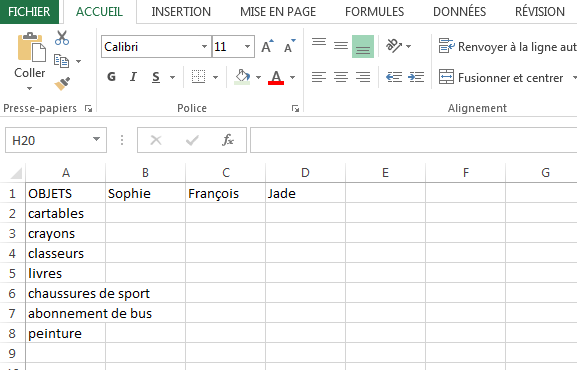 FICHIER ACCUEIL INSERTION MISE EN PAGE FORMULES DONNÉES RÉVISION
Calibri 11 A A Renvoyer à la ligne aut
Coller
G I S A Fusionner et centrer
Presse-papiers Police Alignement
H20 fx
A B C D E F G
1 OBJETS Sophie François Jade
2 cartables
3 crayons
4 classeurs
5 livres
6 chaussures de sport
7 abonnement de bus
8 peinture
9